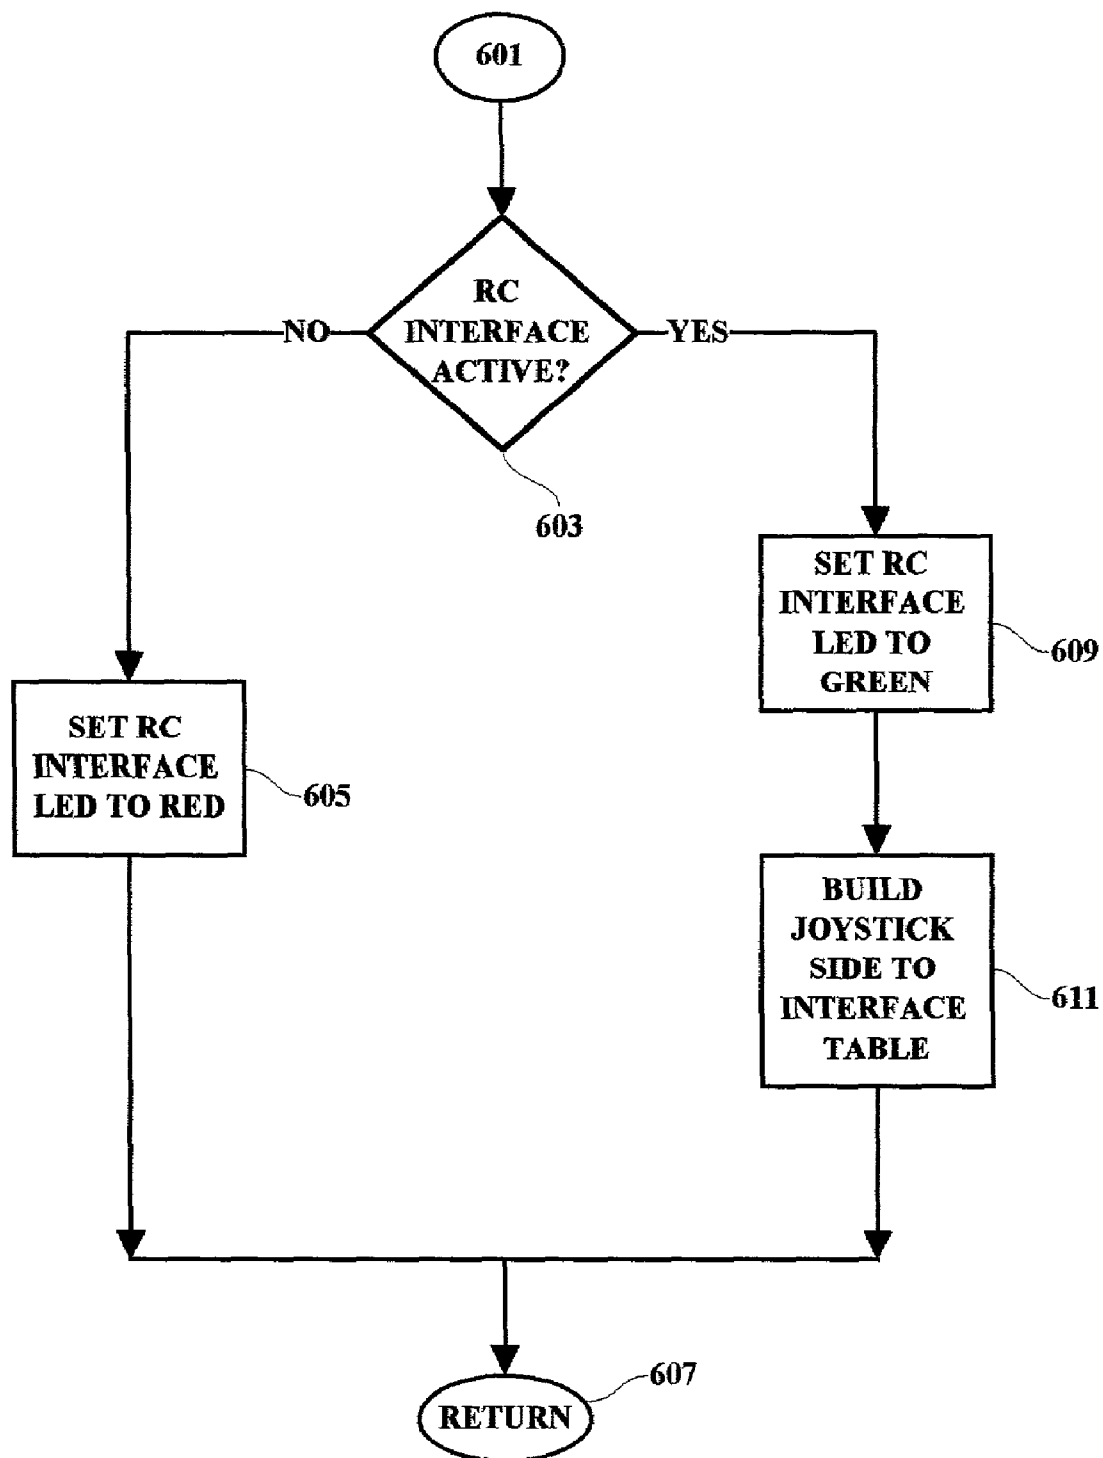 601
RC
INTERFACE
ACTIVE?
NO
YES
603
SET RC
INTERFACE
LED TO
GREEN
609
SET RC
INTERFACE
LED TO RED
605
BUILD
JOYSTICK
SIDE TO
INTERFACE
TABLE
611
607
RETURN